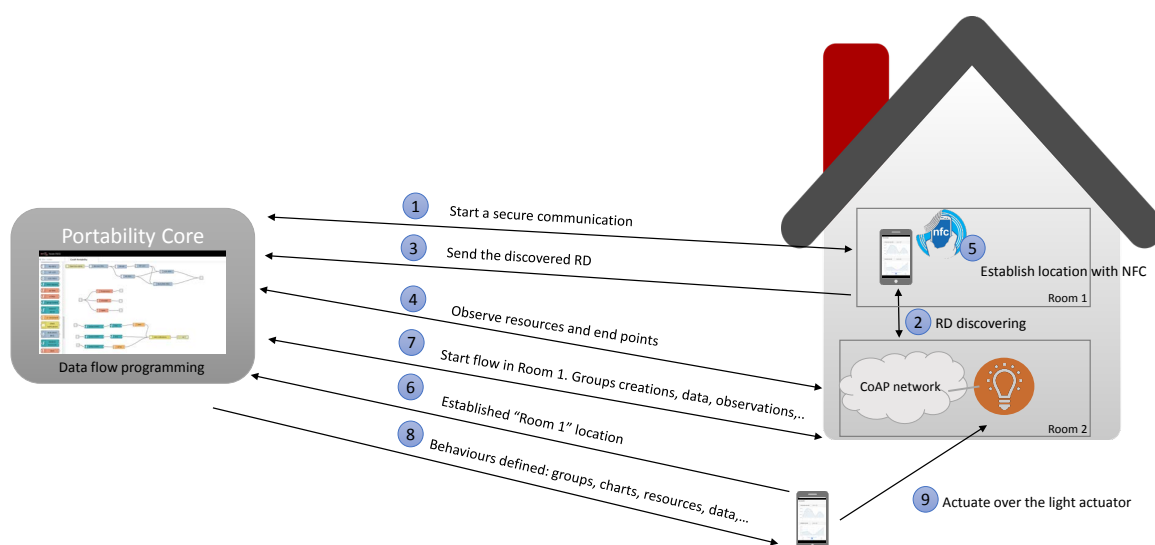 1
Start a secure communication
3
Send the discovered RD
4
Observe resources and end points
7
Start flow in Room 1. Groups creations, data, observations,..
6
Established “Room 1” location
8
Behaviours defined: groups, charts, resources, data,…
Portability Core
Data flow programming
nfc
5
Establish location with NFC
Room 1
2
RD discovering
CoAP network
Room 2
9
Actuate over the light actuator